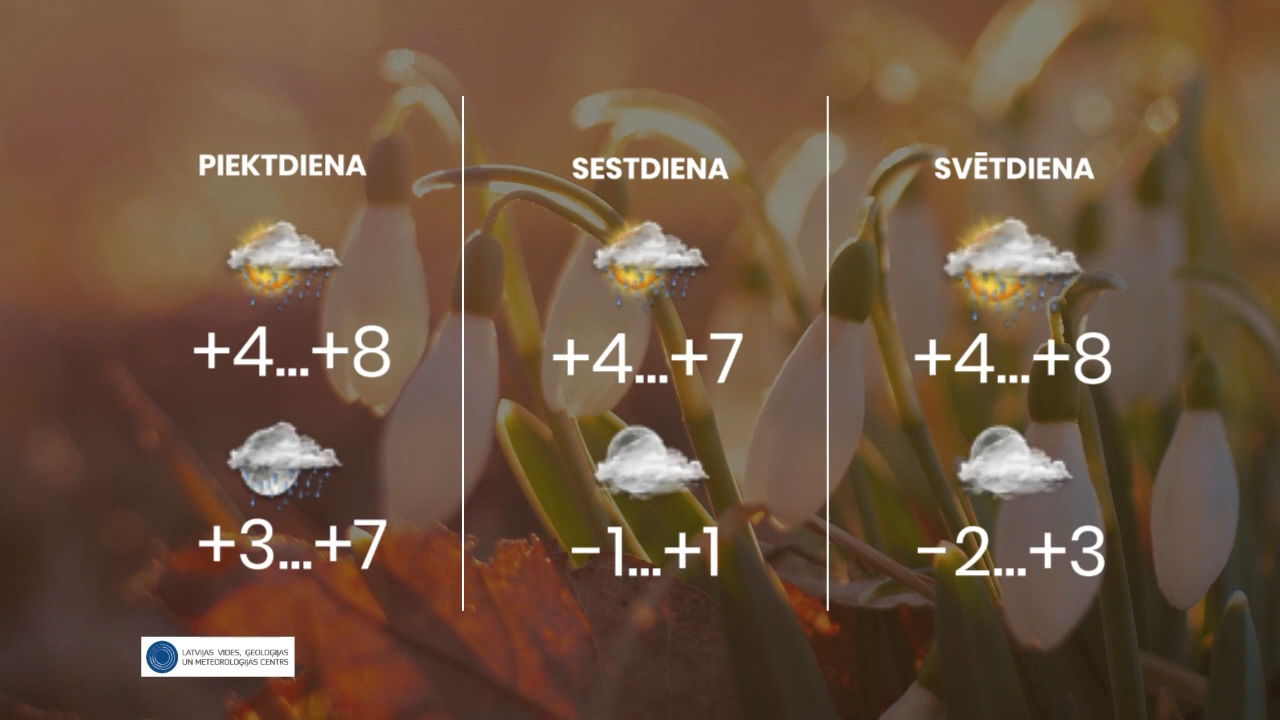 PIEKTDIENA
+4...+8
+3...+7
SESTDIENA
+4...+7
-1...+1
SVĒTDIENA
+4...+8
-2...+3
LATVIJAS VIDES, ĢEOLOĢIJAS
UN METEOROLOĢIJAS CENTRS